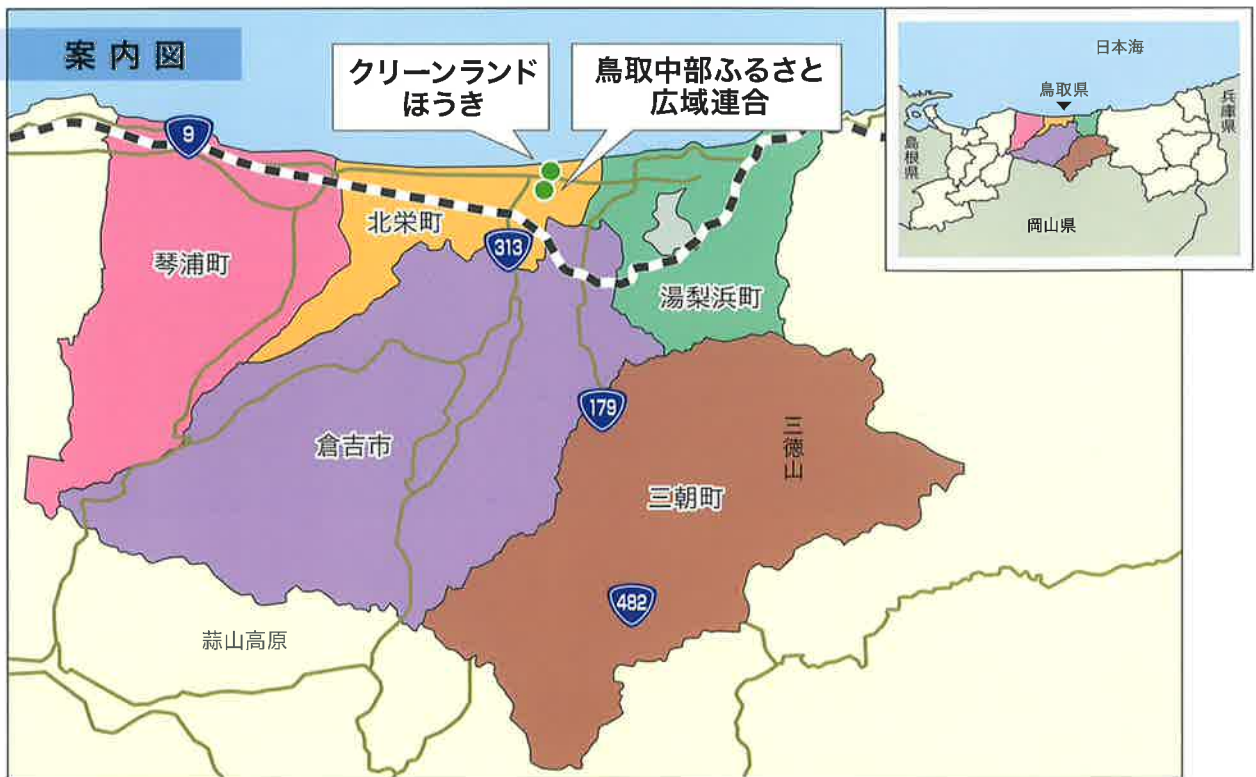 案内図
クリーンランド
ほうき
鳥取中部ふるさと
広域連合
日本海
鳥取県
兵庫県
島根県
岡山県
9
北栄町
313
琴浦町
湯梨浜町
179
倉吉市
三徳山
三朝町
482
蒜山高原